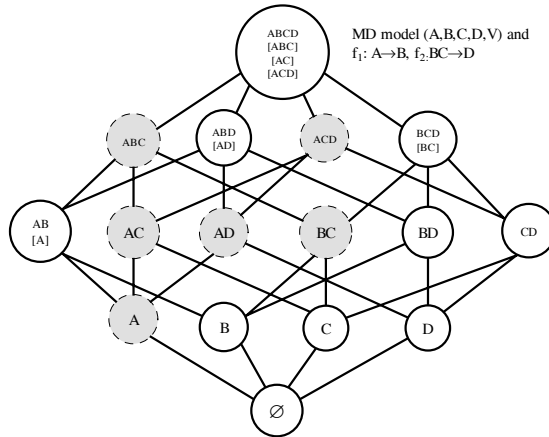 ABCD
[ABC]
[AC]
[ACD]
MD model (A,B,C,D,V) and
f₁: A→B, f₂:BC→D
ABC
ABD
[AD]
ACD
BCD
[BC]
AB
[A]
AC
AD
BC
BD
CD
A
B
C
D
∅